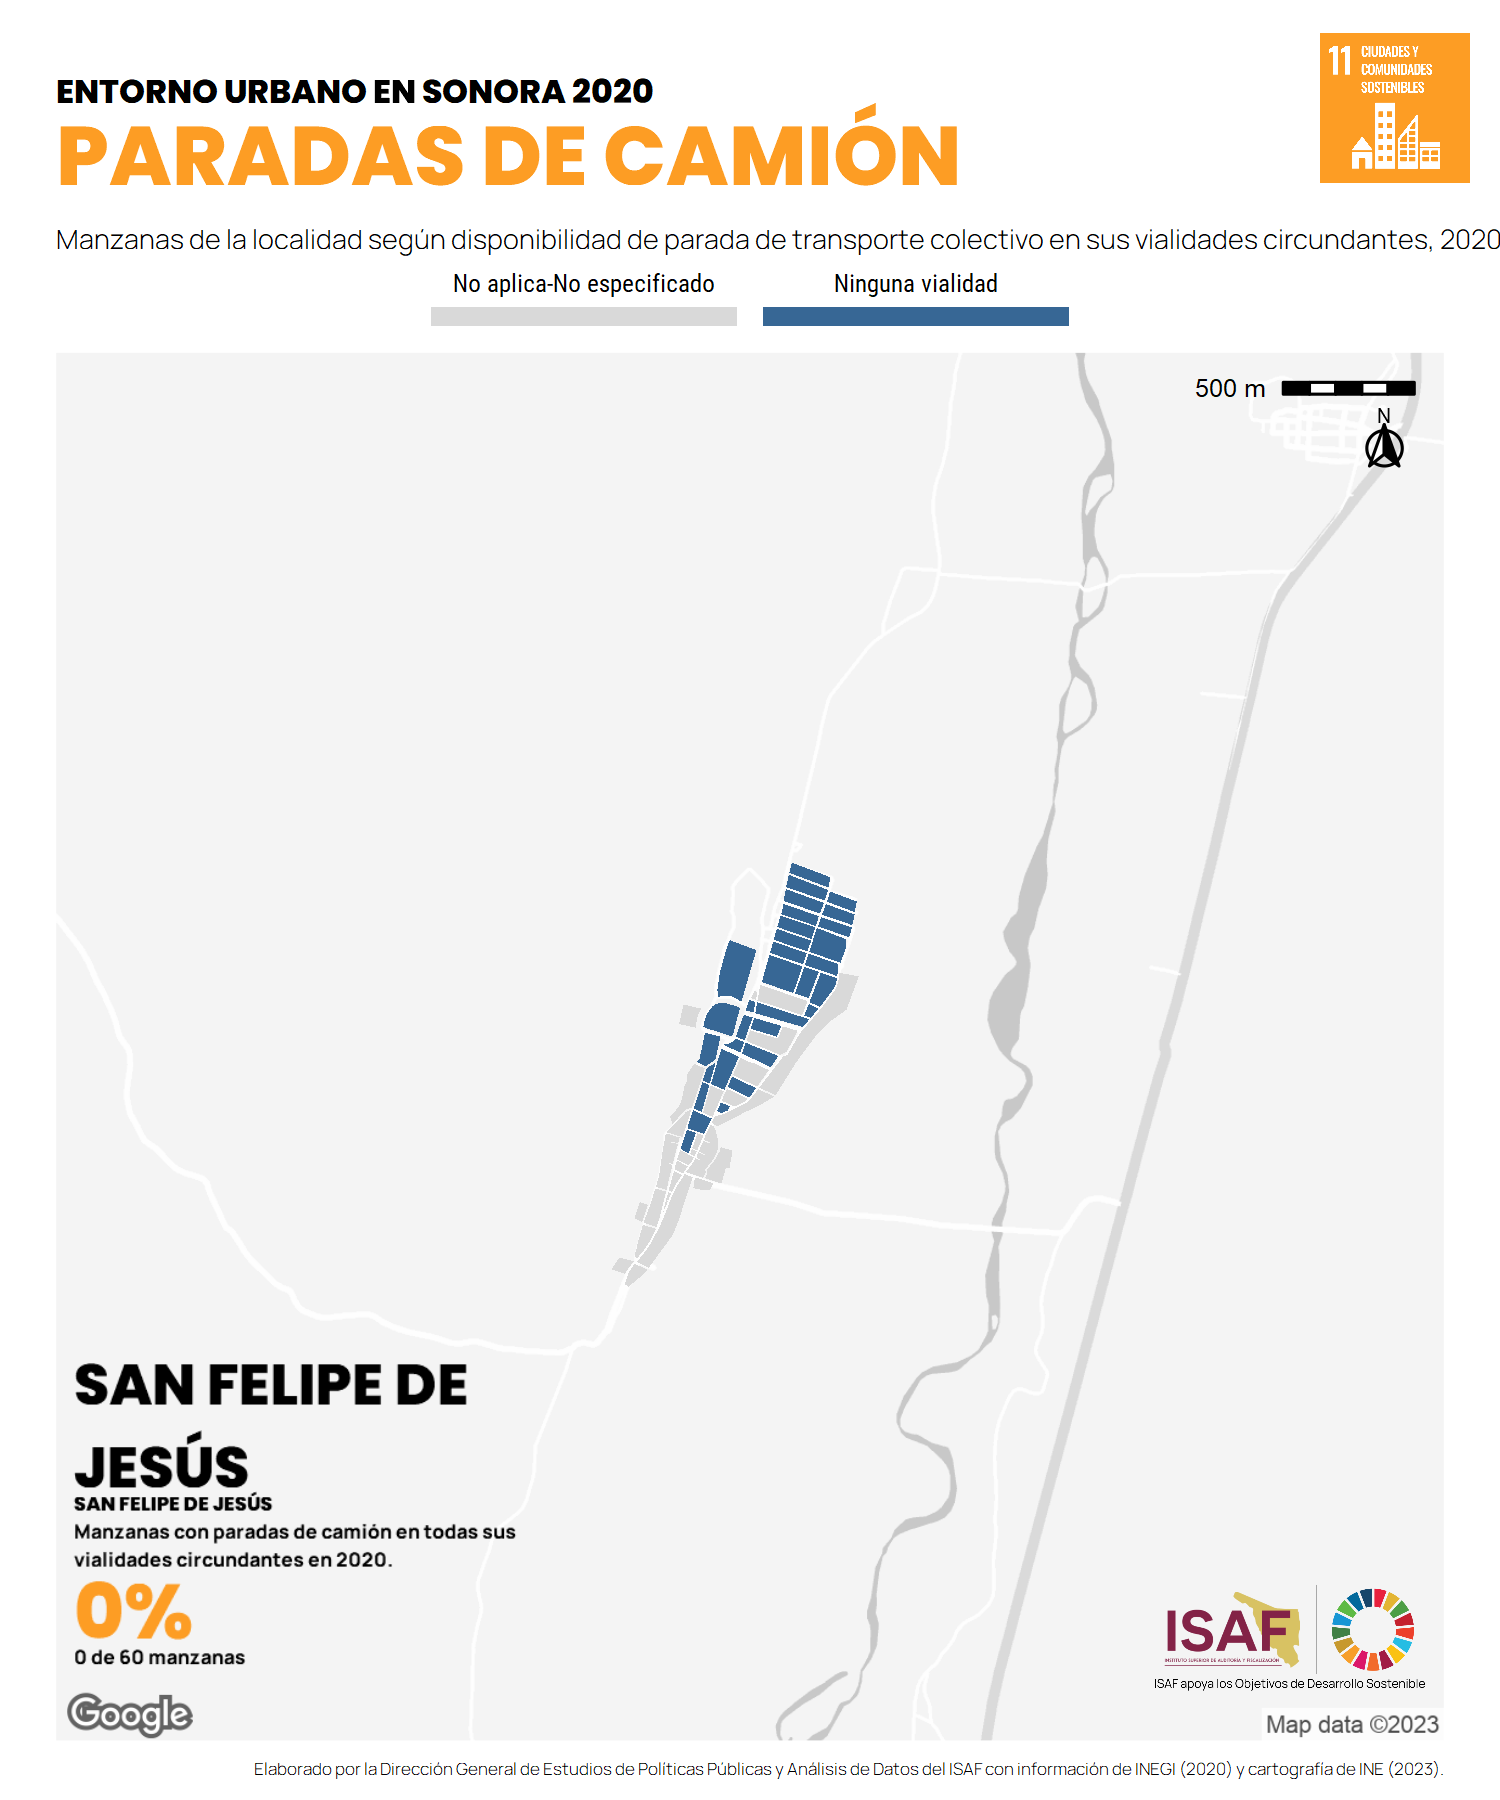 11 CIUDADES Y
COMUNIDADES
SOSTENIBLES
ENTORNO URBANO EN SONORA 2020
PARADAS DE CAMIÓN
Manzanas de la localidad según disponibilidad de parada de transporte colectivo en sus vialidades circundantes, 2020
No aplica-No especificado
Ninguna vialidad
500 m
N
SAN FELIPE DE
JESÚS
SAN FELIPE DE JESÚS
Manzanas con paradas de camión en todas sus
vialidades circundantes en 2020.
0%
0 de 60 manzanas
Google
ISAF
INSTITUTO SUPERIOR DE AUDITORÍA Y FISCALIZACIÓN
ISAF apoya los Objetivos de Desarrollo Sostenible
Map data ©2023
Elaborado por la Dirección General de Estudios de Políticas Públicas y Análisis de Datos del ISAF con información de INEGI (2020) y cartografía de INE (2023).